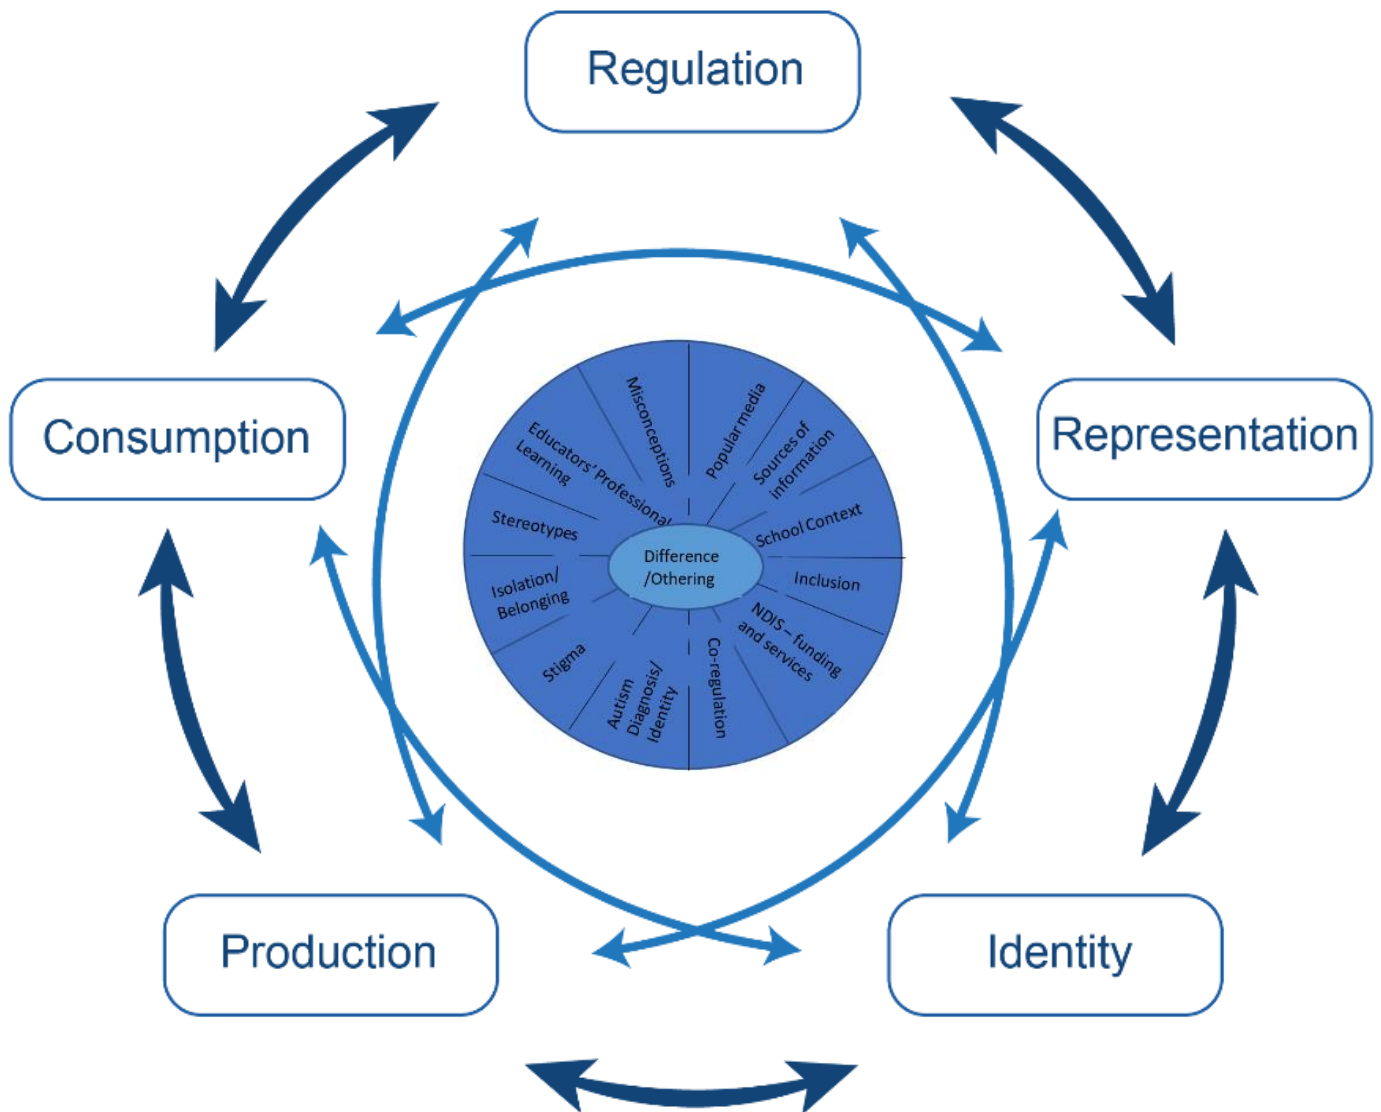 Regulation
Consumption
Representation
Misconceptions
Popular media
Sources of
information
Educators’ Professional
Learning
School Context
Stereotypes
Difference
/Othering
Inclusion
Isolation/
Belonging
NDIS – funding
and services
Stigma
Autism
Diagnosis/
Identity
Co-regulation
Production
Identity